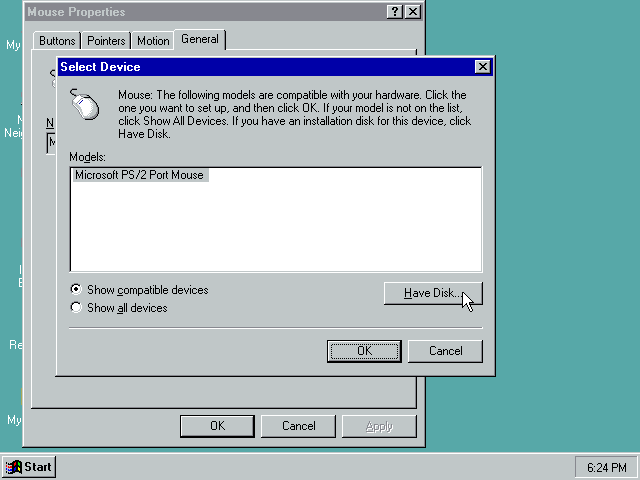 Mouse Properties
Buttons Pointers Motion General
My
Select Device
Mouse: The following models are compatible with your hardware. Click the
one you want to set up, and then click OK. If your model is not on the list,
click Show All Devices. If you have an installation disk for this device, click
Have Disk.
Nei
N
M
Models:
Microsoft PS/2 Port Mouse
Show compatible devices
Have Disk...
Show all devices
Re
OK Cancel
My
OK Cancel Apply
Start
6:24 PM